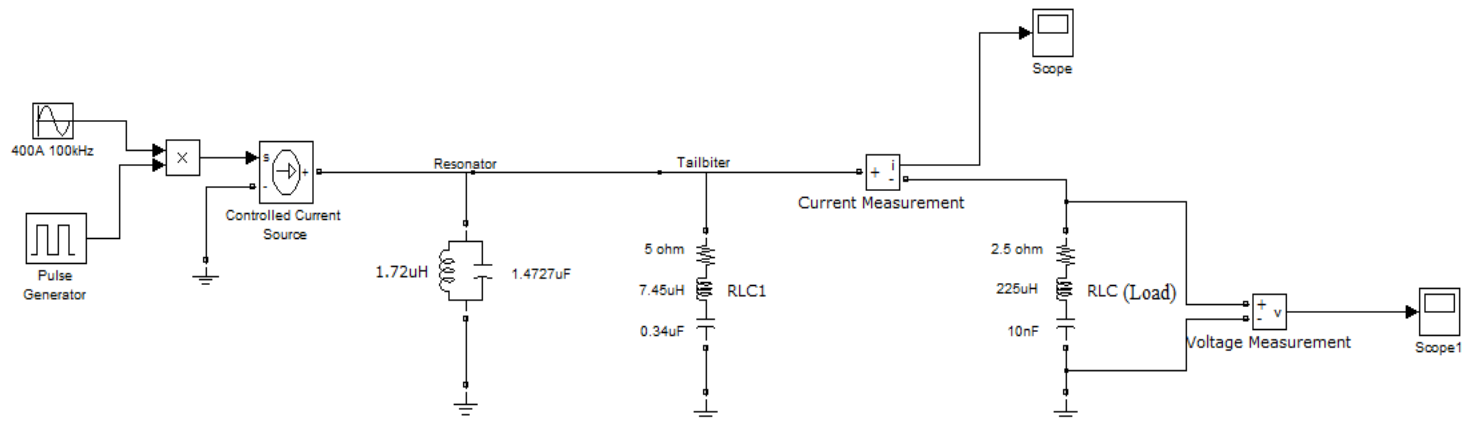 Scope
400A 100kHz
×
s
+
-
Controlled Current
Source
Pulse
Generator
Resonator
Tailbiter
+
i
-
Current Measurement
1.72uH
1.4727uF
5 ohm
7.45uH
RLC1
0.34uF
2.5 ohm
225uH
RLC (Load)
10nF
+
-
v
Voltage Measurement
Scope1